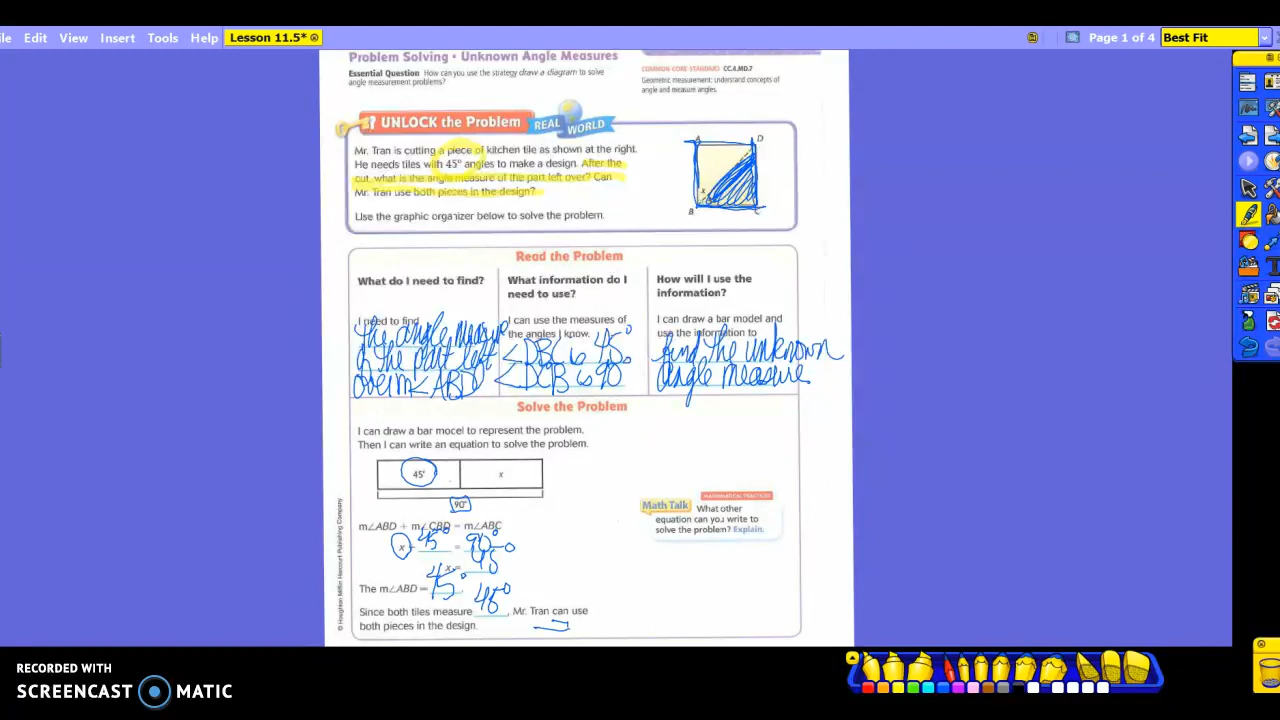 File Edit View Insert Tools Help Lesson 11.5* Page 1 of 4 Best Fit
Problem Solving • Unknown Angle Measures
Essential Question How can you use the strategy draw a diagram to solve
angle measurement problems?
COMMON CORE STANDARD CC.4.MD.7
Geometric measurement: understand concepts of
angle and measure angles.
UNLOCK the Problem REAL WORLD
Mr. Tran is cutting a piece of kitchen tile as shown at the right.
He needs tiles with 45° angles to make a design. After the
cut, what is the angle measure of the part left over? Can
Mr. Tran use both pieces in the design?
Use the graphic organizer below to solve the problem.
A D
x
B C
Read the Problem
What do I need to find?
I need to find
the angle measure
of the part left
over m∠ABD
What information do I
need to use?
I can use the measures of
the angles I know.
∠DBC is 45°
∠DCB is 90°
How will I use the
information?
I can draw a bar model and
use the information to
find the unknown
angle measure.
Solve the Problem
I can draw a bar model to represent the problem.
Then I can write an equation to solve the problem.
45° x
90°
m∠ABD + m∠CBD = m∠ABC
x + 45° = 90°
x = 45°
The m∠ABD = 45°.
Since both tiles measure 45°, Mr. Tran can use
both pieces in the design.
Math Talk MATHEMATICAL PRACTICES
What other
equation can you write to
solve the problem? Explain.
© Houghton Mifflin Harcourt Publishing Company
RECORDED WITH
SCREENCAST MATIC